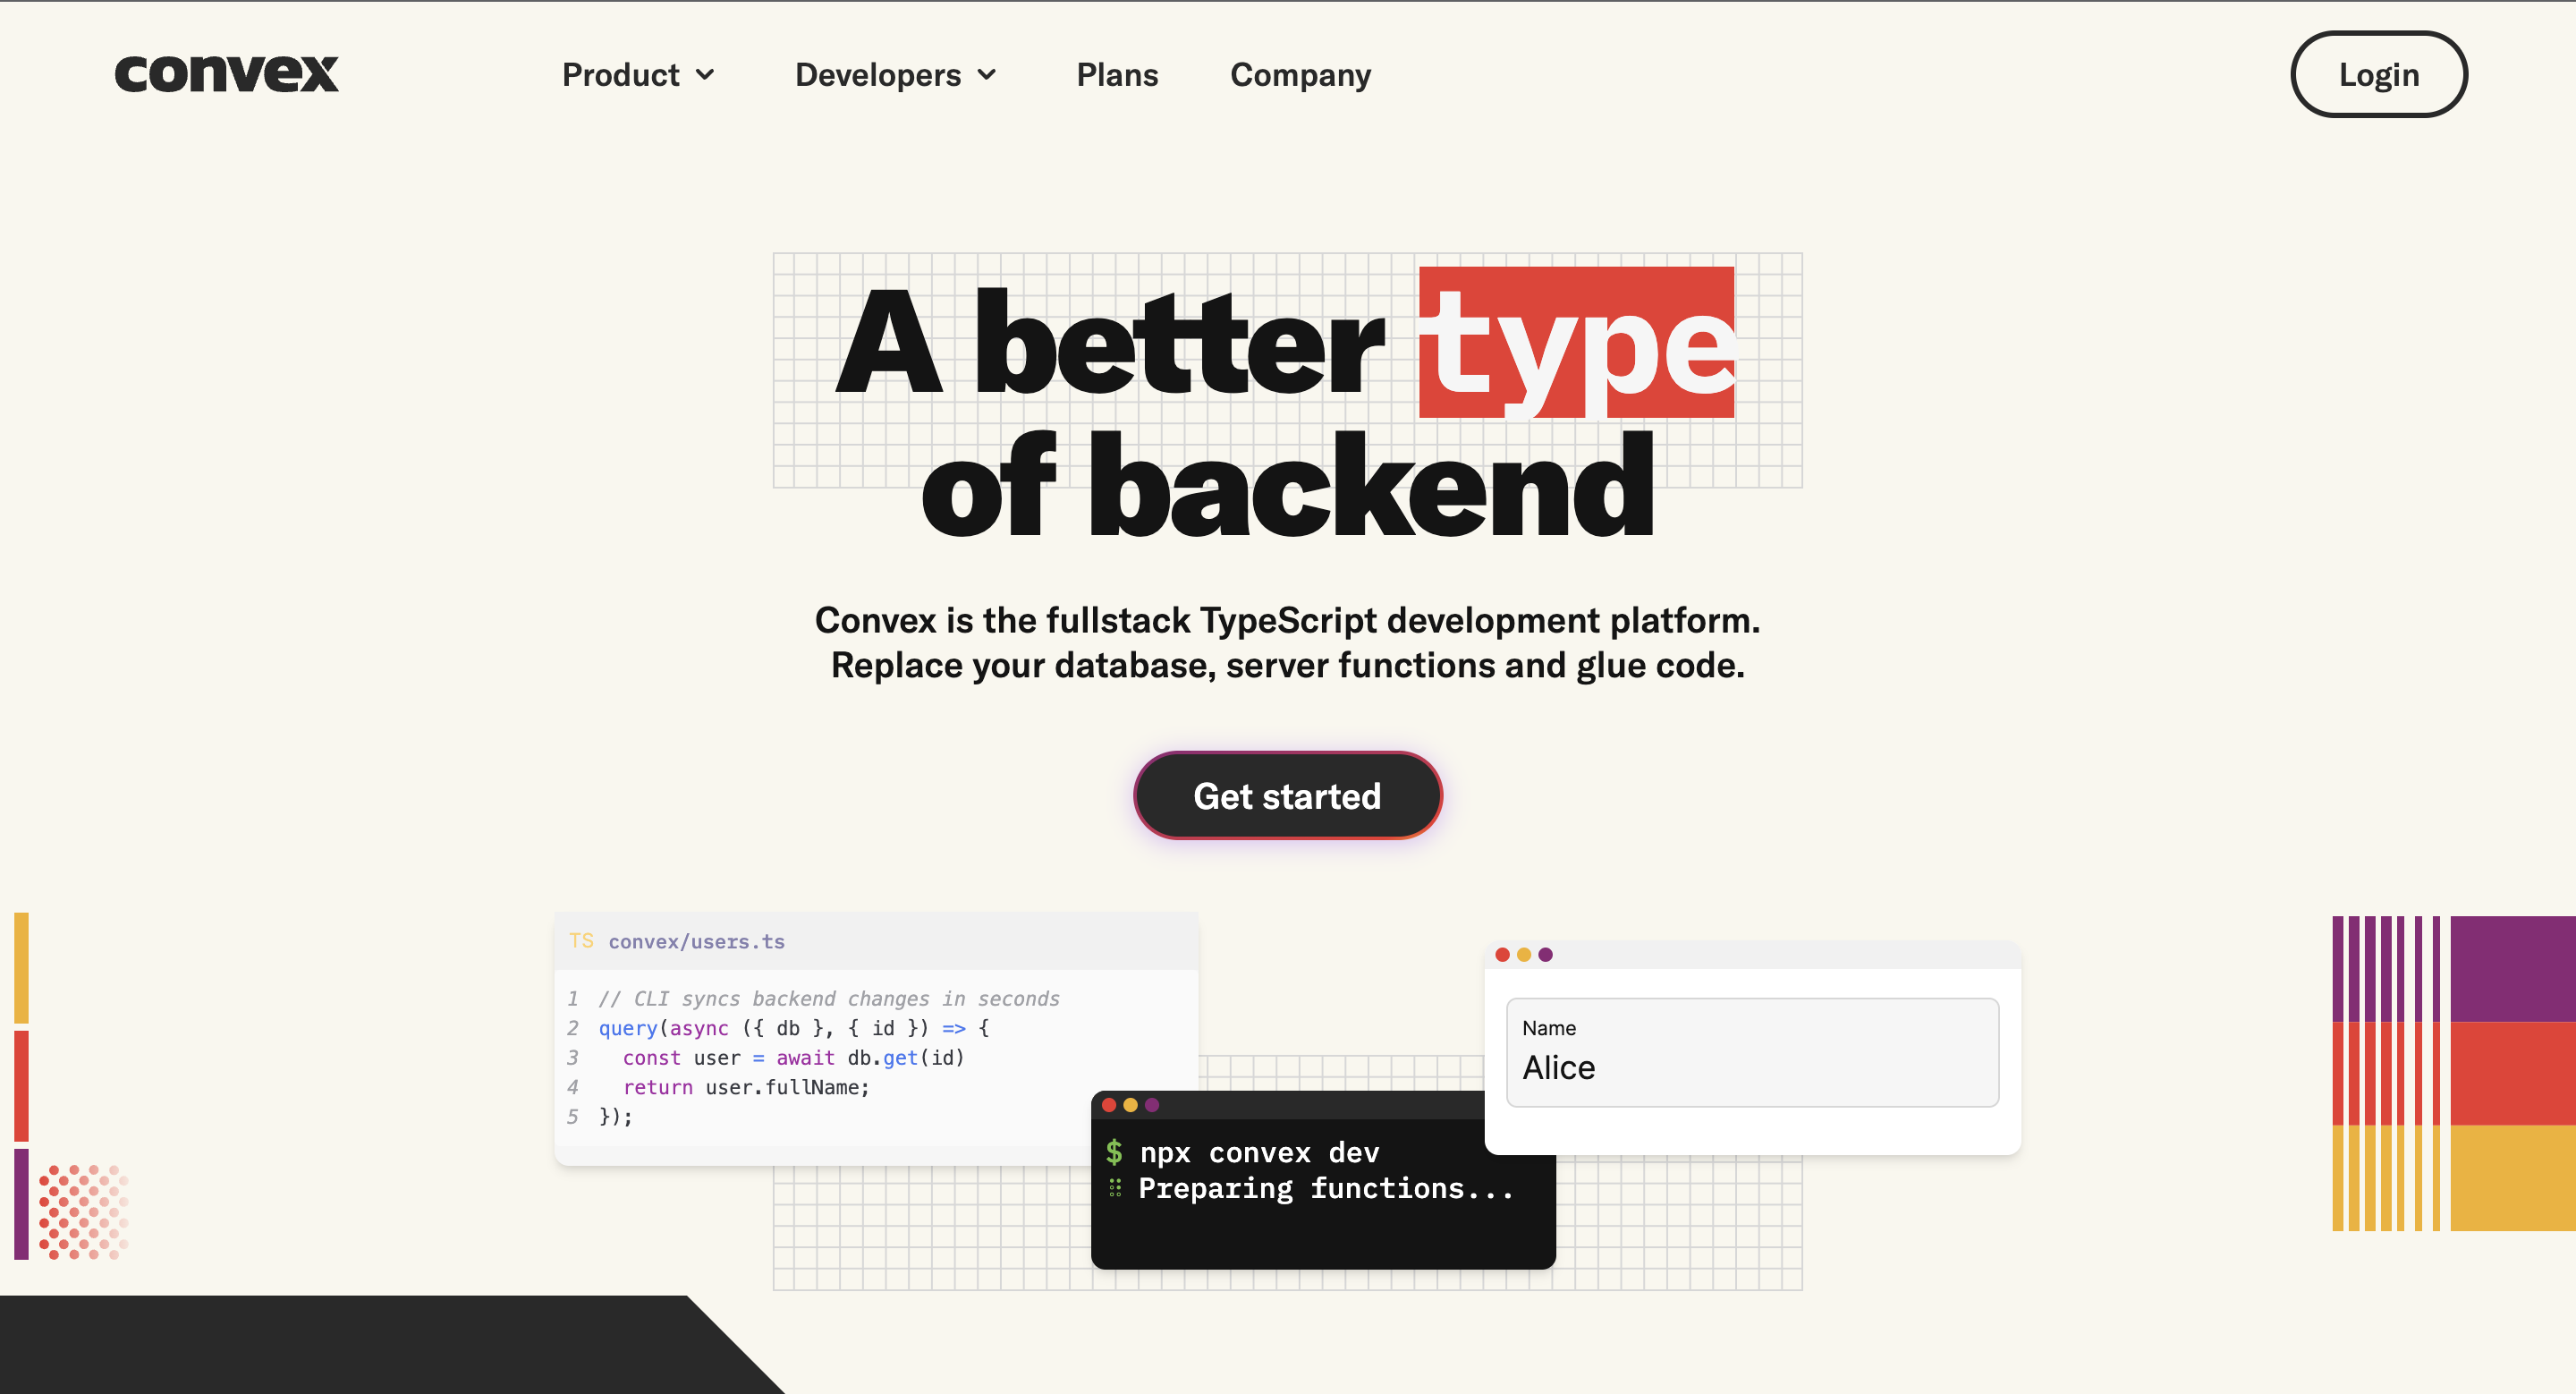 convex
Product
Developers
Plans
Company
Login
A better type
of backend
Convex is the fullstack TypeScript development platform.
Replace your database, server functions and glue code.
Get started
TS convex/users.ts
1 // CLI syncs backend changes in seconds
2 query(async ({ db }, { id }) => {
3   const user = await db.get(id)
4   return user.fullName;
5 });
$ npx convex dev
Preparing functions...
Name
Alice